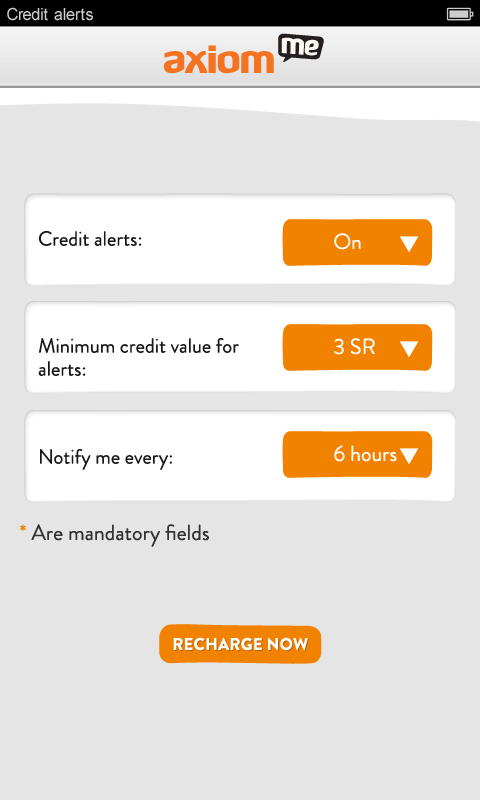 Credit alerts
axiom me
Credit alerts:
On
Minimum credit value for
alerts:
3 SR
Notify me every:
6 hours
* Are mandatory fields
RECHARGE NOW